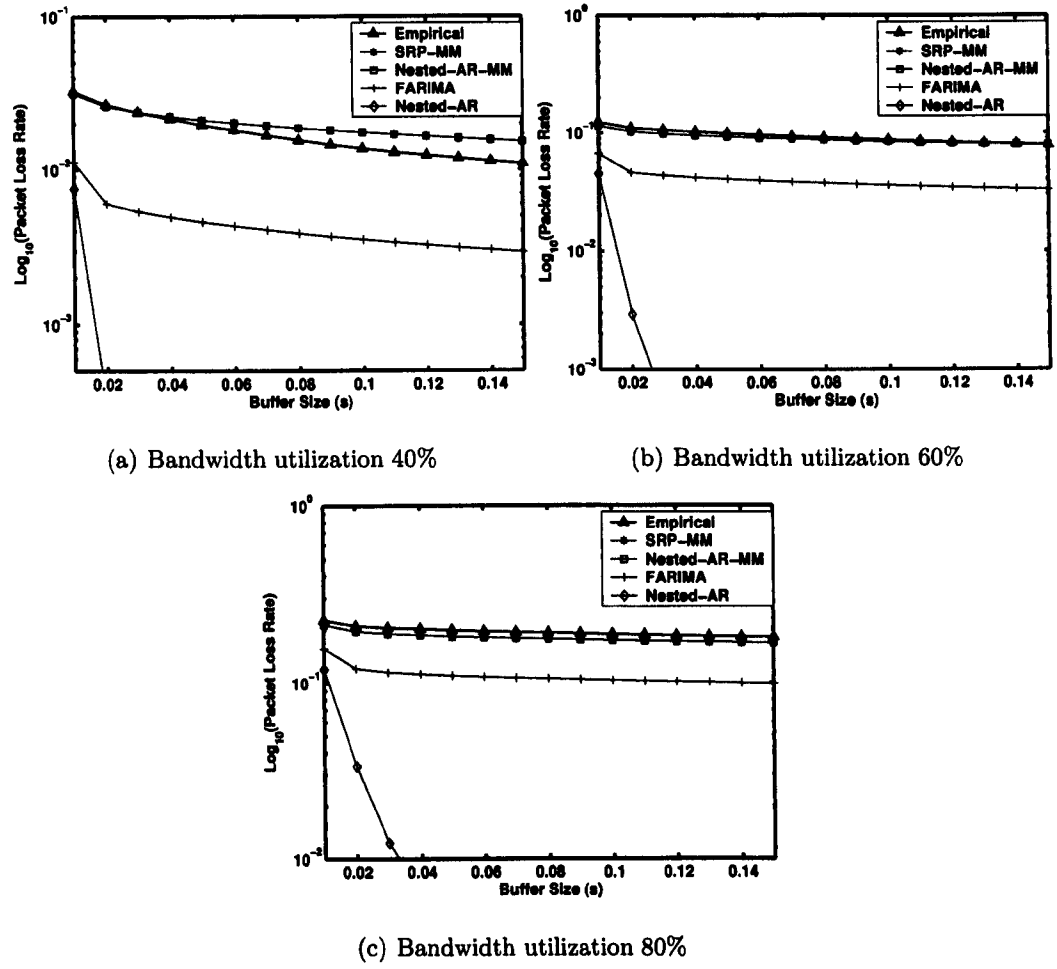 10⁻¹
10⁻²
10⁻³
Log₁₀(Packet Loss Rate)
Empirical
SRP-MM
Nested-AR-MM
FARIMA
Nested-AR
0.02 0.04 0.06 0.08 0.1 0.12 0.14
Buffer Size (s)
(a) Bandwidth utilization 40%
10⁰
10⁻¹
10⁻²
10⁻³
Log₁₀(Packet Loss Rate)
Empirical
SRP-MM
Nested-AR-MM
FARIMA
Nested-AR
0.02 0.04 0.06 0.08 0.1 0.12 0.14
Buffer Size (s)
(b) Bandwidth utilization 60%
10⁰
10⁻¹
10⁻²
Log₁₀(Packet Loss Rate)
Empirical
SRP-MM
Nested-AR-MM
FARIMA
Nested-AR
0.02 0.04 0.06 0.08 0.1 0.12 0.14
Buffer Size (s)
(c) Bandwidth utilization 80%